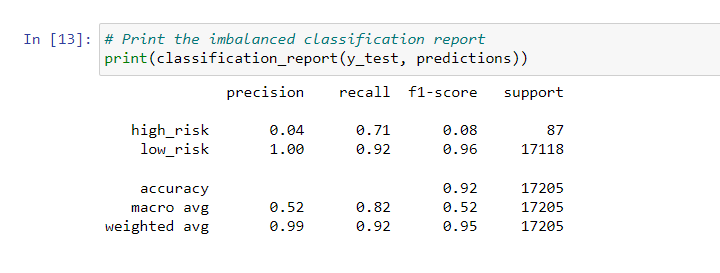 In [13]: # Print the imbalanced classification report
print(classification_report(y_test, predictions))
precision recall f1-score support
high_risk 0.04 0.71 0.08 87
low_risk 1.00 0.92 0.96 17118
accuracy 0.92 17205
macro avg 0.52 0.82 0.52 17205
weighted avg 0.99 0.92 0.95 17205